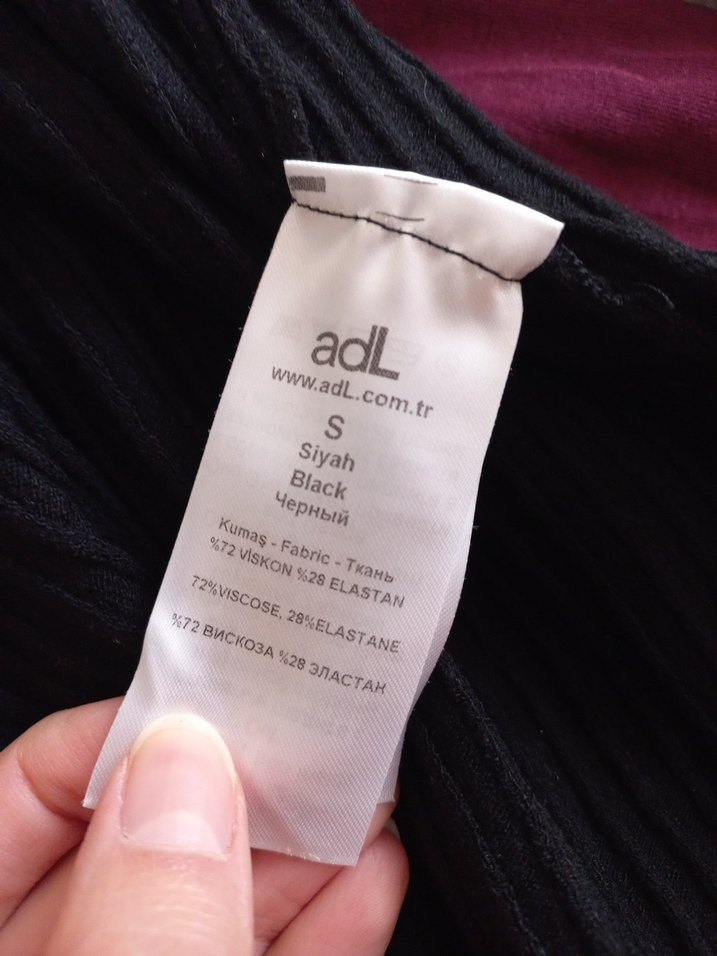 adL
www.adL.com.tr
S
Siyah
Black
Черный
Kumaş - Fabric - Ткань
%72 VİSKON %28 ELASTAN
72%VISCOSE, 28%ELASTANE
%72 ВИСКОЗА %28 ЭЛАСТАН